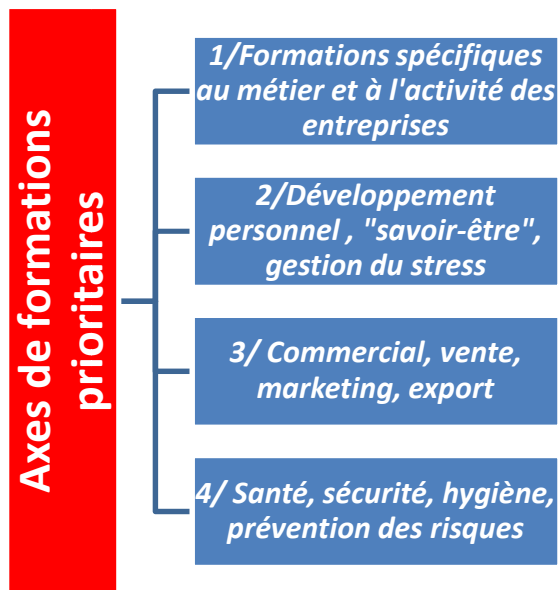 Axes de formations
prioritaires
1/Formations spécifiques
au métier et à l'activité des
entreprises
2/Développement
personnel , "savoir-être",
gestion du stress
3/ Commercial, vente,
marketing, export
4/ Santé, sécurité, hygiène,
prévention des risques